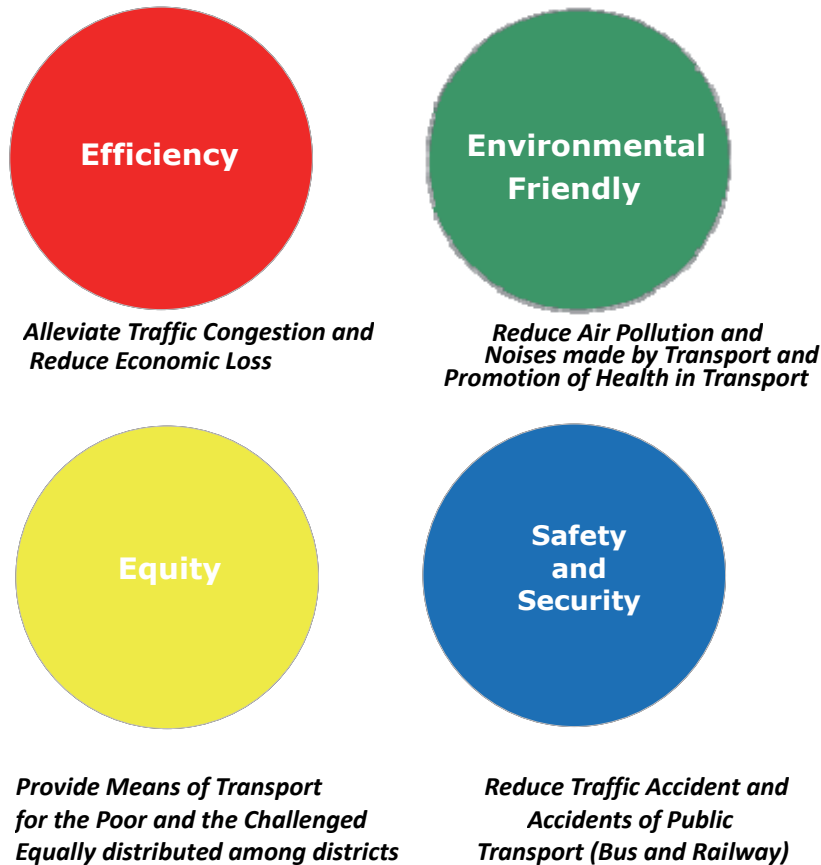 Efficiency
Alleviate Traffic Congestion and
Reduce Economic Loss
Environmental
Friendly
Reduce Air Pollution and
Noises made by Transport and
Promotion of Health in Transport
Equity
Provide Means of Transport
for the Poor and the Challenged
Equally distributed among districts
Safety
and
Security
Reduce Traffic Accident and
Accidents of Public
Transport (Bus and Railway)